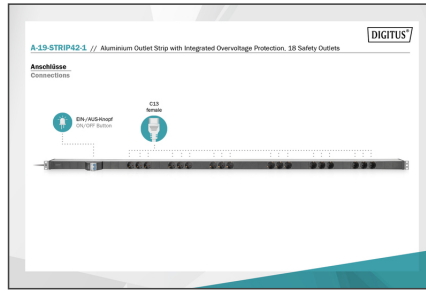 DIGITUS®
A-19-STRIP42-1 // Aluminium Outlet Strip with Integrated Overvoltage Protection, 18 Safety Outlets
Anschlüsse
Connections
C13
female
EIN-/AUS-Knopf
ON/OFF Button